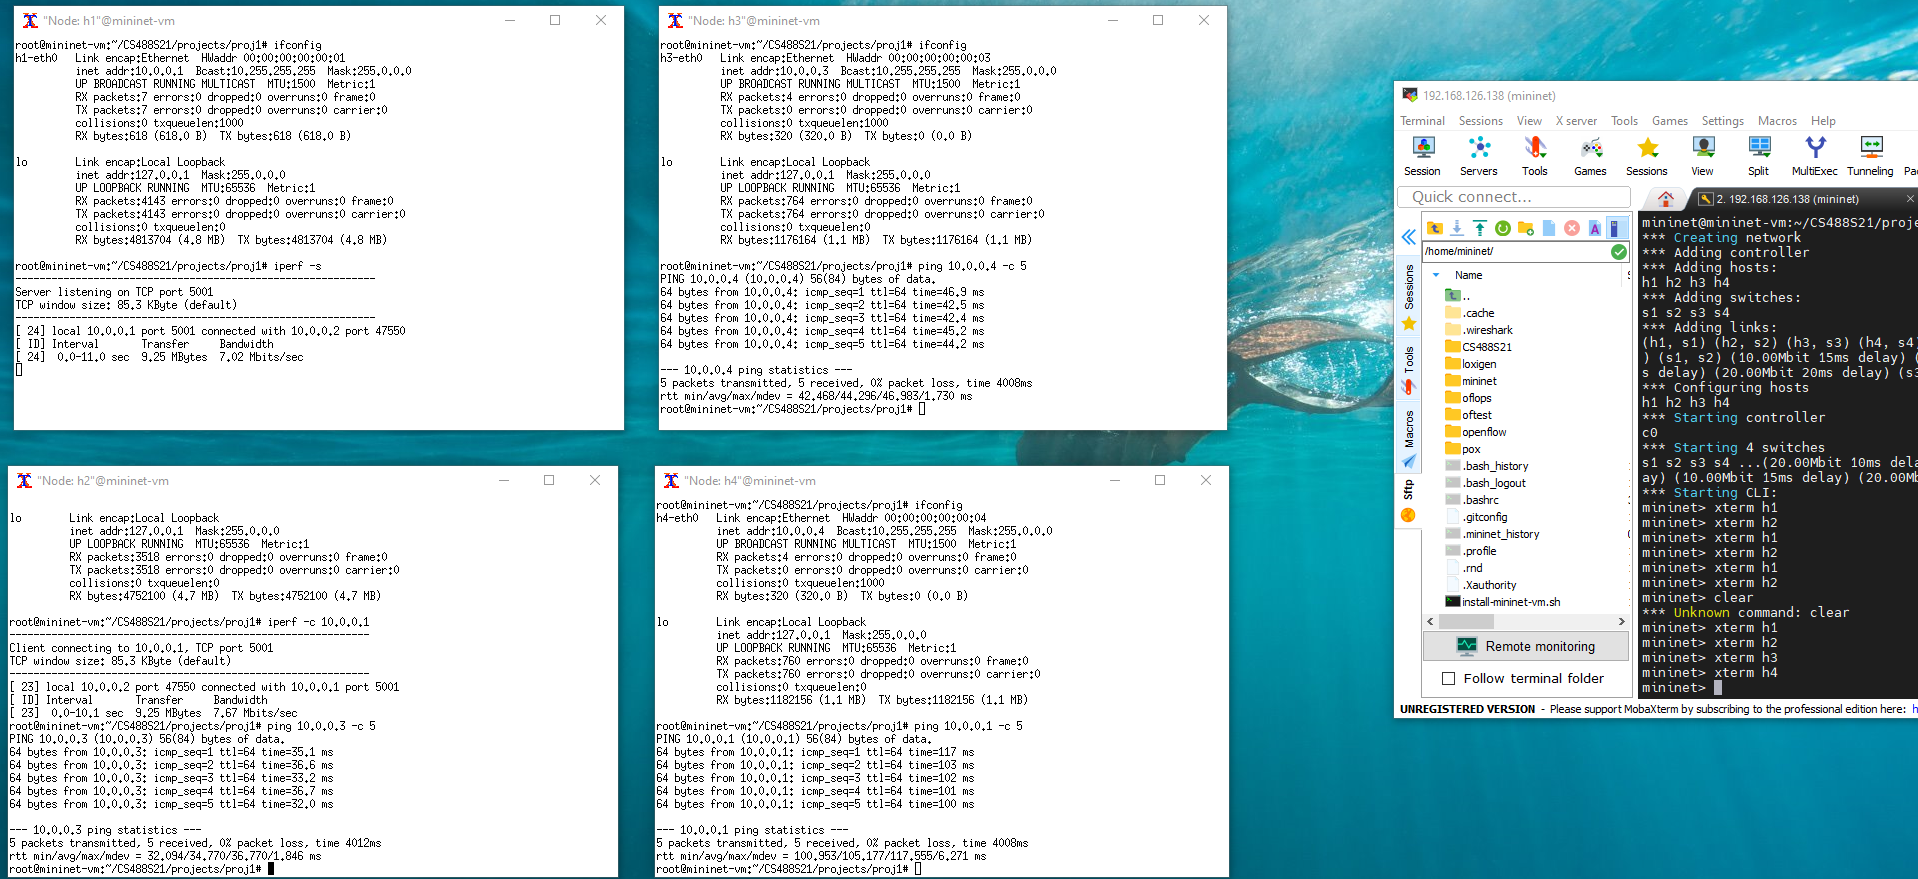 "Node: h1"@mininet-vm
root@mininet-vm:~/CS488S21/projects/proj1# ifconfig
h1-eth0   Link encap:Ethernet  HWaddr 00:00:00:00:00:01
inet addr:10.0.0.1  Bcast:10.255.255.255  Mask:255.0.0.0
UP BROADCAST RUNNING MULTICAST  MTU:1500  Metric:1
RX packets:7 errors:0 dropped:0 overruns:0 frame:0
TX packets:7 errors:0 dropped:0 overruns:0 carrier:0
collisions:0 txqueuelen:1000
RX bytes:618 (618.0 B)  TX bytes:618 (618.0 B)
lo        Link encap:Local Loopback
inet addr:127.0.0.1  Mask:255.0.0.0
UP LOOPBACK RUNNING  MTU:65536  Metric:1
RX packets:4143 errors:0 dropped:0 overruns:0 frame:0
TX packets:4143 errors:0 dropped:0 overruns:0 carrier:0
collisions:0 txqueuelen:0
RX bytes:4813704 (4.8 MB)  TX bytes:4813704 (4.8 MB)
root@mininet-vm:~/CS488S21/projects/proj1# iperf -s
------------------------------------------------------------
Server listening on TCP port 5001
TCP window size: 85.3 KByte (default)
------------------------------------------------------------
[ 24] local 10.0.0.1 port 5001 connected with 10.0.0.2 port 47550
[ ID] Interval       Transfer     Bandwidth
[ 24]  0.0-11.0 sec  9.25 MBytes  7.02 Mbits/sec
"Node: h3"@mininet-vm
root@mininet-vm:~/CS488S21/projects/proj1# ifconfig
h3-eth0   Link encap:Ethernet  HWaddr 00:00:00:00:00:03
inet addr:10.0.0.3  Bcast:10.255.255.255  Mask:255.0.0.0
UP BROADCAST RUNNING MULTICAST  MTU:1500  Metric:1
RX packets:4 errors:0 dropped:0 overruns:0 frame:0
TX packets:0 errors:0 dropped:0 overruns:0 carrier:0
collisions:0 txqueuelen:1000
RX bytes:320 (320.0 B)  TX bytes:0 (0.0 B)
lo        Link encap:Local Loopback
inet addr:127.0.0.1  Mask:255.0.0.0
UP LOOPBACK RUNNING  MTU:65536  Metric:1
RX packets:764 errors:0 dropped:0 overruns:0 frame:0
TX packets:764 errors:0 dropped:0 overruns:0 carrier:0
collisions:0 txqueuelen:0
RX bytes:1176164 (1.1 MB)  TX bytes:1176164 (1.1 MB)
root@mininet-vm:~/CS488S21/projects/proj1# ping 10.0.0.4 -c 5
PING 10.0.0.4 (10.0.0.4) 56(84) bytes of data.
64 bytes from 10.0.0.4: icmp_seq=1 ttl=64 time=46.9 ms
64 bytes from 10.0.0.4: icmp_seq=2 ttl=64 time=42.5 ms
64 bytes from 10.0.0.4: icmp_seq=3 ttl=64 time=42.4 ms
64 bytes from 10.0.0.4: icmp_seq=4 ttl=64 time=45.2 ms
64 bytes from 10.0.0.4: icmp_seq=5 ttl=64 time=44.2 ms
--- 10.0.0.4 ping statistics ---
5 packets transmitted, 5 received, 0% packet loss, time 4008ms
rtt min/avg/max/mdev = 42.468/44.296/46.983/1.730 ms
root@mininet-vm:~/CS488S21/projects/proj1#
"Node: h2"@mininet-vm
lo        Link encap:Local Loopback
inet addr:127.0.0.1  Mask:255.0.0.0
UP LOOPBACK RUNNING  MTU:65536  Metric:1
RX packets:3518 errors:0 dropped:0 overruns:0 frame:0
TX packets:3518 errors:0 dropped:0 overruns:0 carrier:0
collisions:0 txqueuelen:0
RX bytes:4752100 (4.7 MB)  TX bytes:4752100 (4.7 MB)
root@mininet-vm:~/CS488S21/projects/proj1# iperf -c 10.0.0.1
------------------------------------------------------------
Client connecting to 10.0.0.1, TCP port 5001
TCP window size: 85.3 KByte (default)
------------------------------------------------------------
[ 23] local 10.0.0.2 port 47550 connected with 10.0.0.1 port 5001
[ ID] Interval       Transfer     Bandwidth
[ 23]  0.0-10.1 sec  9.25 MBytes  7.67 Mbits/sec
root@mininet-vm:~/CS488S21/projects/proj1# ping 10.0.0.3 -c 5
PING 10.0.0.3 (10.0.0.3) 56(84) bytes of data.
64 bytes from 10.0.0.3: icmp_seq=1 ttl=64 time=35.1 ms
64 bytes from 10.0.0.3: icmp_seq=2 ttl=64 time=36.6 ms
64 bytes from 10.0.0.3: icmp_seq=3 ttl=64 time=33.2 ms
64 bytes from 10.0.0.3: icmp_seq=4 ttl=64 time=36.7 ms
64 bytes from 10.0.0.3: icmp_seq=5 ttl=64 time=32.0 ms
--- 10.0.0.3 ping statistics ---
5 packets transmitted, 5 received, 0% packet loss, time 4012ms
rtt min/avg/max/mdev = 32.094/34.770/36.770/1.846 ms
root@mininet-vm:~/CS488S21/projects/proj1#
"Node: h4"@mininet-vm
root@mininet-vm:~/CS488S21/projects/proj1# ifconfig
h4-eth0   Link encap:Ethernet  HWaddr 00:00:00:00:00:04
inet addr:10.0.0.4  Bcast:10.255.255.255  Mask:255.0.0.0
UP BROADCAST RUNNING MULTICAST  MTU:1500  Metric:1
RX packets:4 errors:0 dropped:0 overruns:0 frame:0
TX packets:0 errors:0 dropped:0 overruns:0 carrier:0
collisions:0 txqueuelen:1000
RX bytes:320 (320.0 B)  TX bytes:0 (0.0 B)
lo        Link encap:Local Loopback
inet addr:127.0.0.1  Mask:255.0.0.0
UP LOOPBACK RUNNING  MTU:65536  Metric:1
RX packets:760 errors:0 dropped:0 overruns:0 frame:0
TX packets:760 errors:0 dropped:0 overruns:0 carrier:0
collisions:0 txqueuelen:0
RX bytes:1182156 (1.1 MB)  TX bytes:1182156 (1.1 MB)
root@mininet-vm:~/CS488S21/projects/proj1# ping 10.0.0.1 -c 5
PING 10.0.0.1 (10.0.0.1) 56(84) bytes of data.
64 bytes from 10.0.0.1: icmp_seq=1 ttl=64 time=117 ms
64 bytes from 10.0.0.1: icmp_seq=2 ttl=64 time=103 ms
64 bytes from 10.0.0.1: icmp_seq=3 ttl=64 time=102 ms
64 bytes from 10.0.0.1: icmp_seq=4 ttl=64 time=101 ms
64 bytes from 10.0.0.1: icmp_seq=5 ttl=64 time=100 ms
--- 10.0.0.1 ping statistics ---
5 packets transmitted, 5 received, 0% packet loss, time 4008ms
rtt min/avg/max/mdev = 100.953/105.177/117.555/6.271 ms
root@mininet-vm:~/CS488S21/projects/proj1#
192.168.126.138 (mininet)
Terminal Sessions View X server Tools Games Settings Macros Help
Session Servers Tools Games Sessions View Split MultiExec Tunneling Pa
Quick connect...
2. 192.168.126.138 (mininet)
/home/mininet/
Name
Sessions
Tools
Macros
Sftp
..
.cache
.wireshark
CS488S21
loxigen
mininet
oflops
oftest
openflow
pox
.bash_history
.bash_logout
.bashrc
.gitconfig
.mininet_history
.profile
.rnd
.Xauthority
install-mininet-vm.sh
Remote monitoring
Follow terminal folder
mininet@mininet-vm:~/CS488S21/proje
*** Creating network
*** Adding controller
*** Adding hosts:
h1 h2 h3 h4
*** Adding switches:
s1 s2 s3 s4
*** Adding links:
(h1, s1) (h2, s2) (h3, s3) (h4, s4)
) (s1, s2) (10.00Mbit 15ms delay) (
s delay) (20.00Mbit 20ms delay) (s3
*** Configuring hosts
h1 h2 h3 h4
*** Starting controller
c0
*** Starting 4 switches
s1 s2 s3 s4 ...(20.00Mbit 10ms dela
ay) (10.00Mbit 15ms delay) (20.00Mb
*** Starting CLI:
mininet> xterm h1
mininet> xterm h2
mininet> xterm h1
mininet> xterm h2
mininet> xterm h1
mininet> xterm h2
mininet> clear
*** Unknown command: clear
mininet> xterm h1
mininet> xterm h2
mininet> xterm h3
mininet> xterm h4
mininet>
UNREGISTERED VERSION - Please support MobaXterm by subscribing to the professional edition here: h